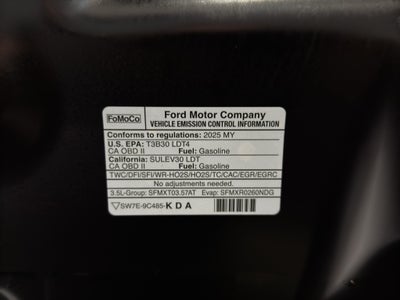 FoMoCo
Ford Motor Company
VEHICLE EMISSION CONTROL INFORMATION
Conforms to regulations: 2025 MY
U.S. EPA: T3B30 LDT4
CA OBD II Fuel: Gasoline
California: SULEV30 LDT
CA OBD II Fuel: Gasoline
TWC/DFI/SFI/WR-HO2S/HO2S/TC/CAC/EGR/EGRC
No adjustments needed.
3.5L-Group: SFMXT03.57AT Evap: SFMXR0260NDG
SW7E-9C485-KDA